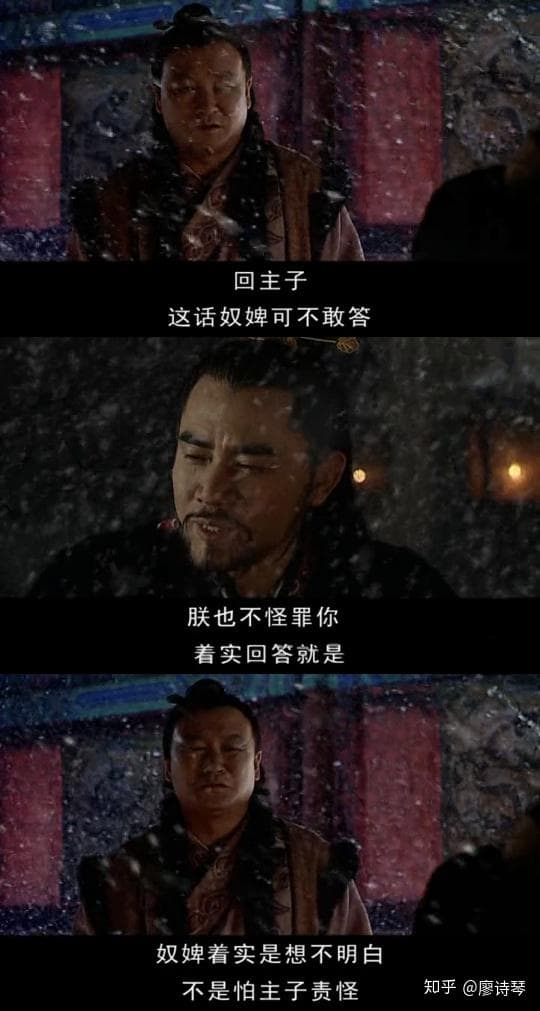 回主子
这话奴婢可不敢答
朕也不怪罪你
着实回答就是
奴婢着实是想不明白
不是怕主子责怪
知乎 @廖诗琴